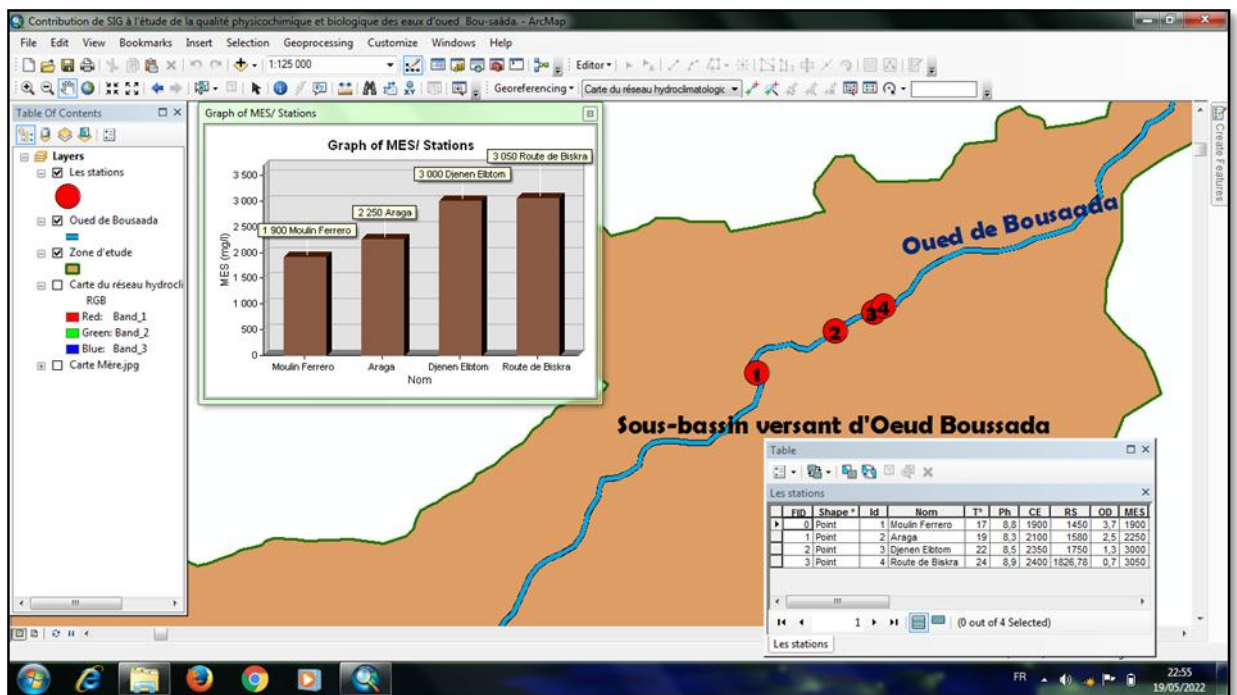 Contribution de SIG à l'étude de la qualité physicochimique et biologique des eaux d'oued Bou-saâda. - ArcMap
File Edit View Bookmarks Insert Selection Geoprocessing Customize Windows Help
1:125 000
Editor
Georeferencing Carte du réseau hydroclimatologic
Table Of Contents
Layers
Les stations
Oued de Bousaada
Zone d'etude
Carte du réseau hydrocli
RGB
Red: Band_1
Green: Band_2
Blue: Band_3
Carte Mère.jpg
Graph of MES/ Stations
Graph of MES/ Stations
3 050 Route de Biskra
3 000 Djenen Elbtom
2 250 Araga
1 900 Moulin Ferrero
MES (mg/l)
3 500
3 000
2 500
2 000
1 500
1 000
500
0
Moulin Ferrero Araga Djenen Elbtom Route de Biskra
Nom
Create Features
Oued de Bousaada
1
2
3
4
Sous-bassin versant d'Oeud Boussada
Table
Les stations
FID Shape * Id Nom T° Ph CE RS OD MES
0 Point 1 Moulin Ferrero 17 8,8 1900 1450 3,7 1900
1 Point 2 Araga 19 8,3 2100 1580 2,5 2250
2 Point 3 Djenen Elbtom 22 8,5 2350 1750 1,3 3000
3 Point 4 Route de Biskra 24 8,9 2400 1826,78 0,7 3050
1 (0 out of 4 Selected)
Les stations
FR 22:55
19/05/2022